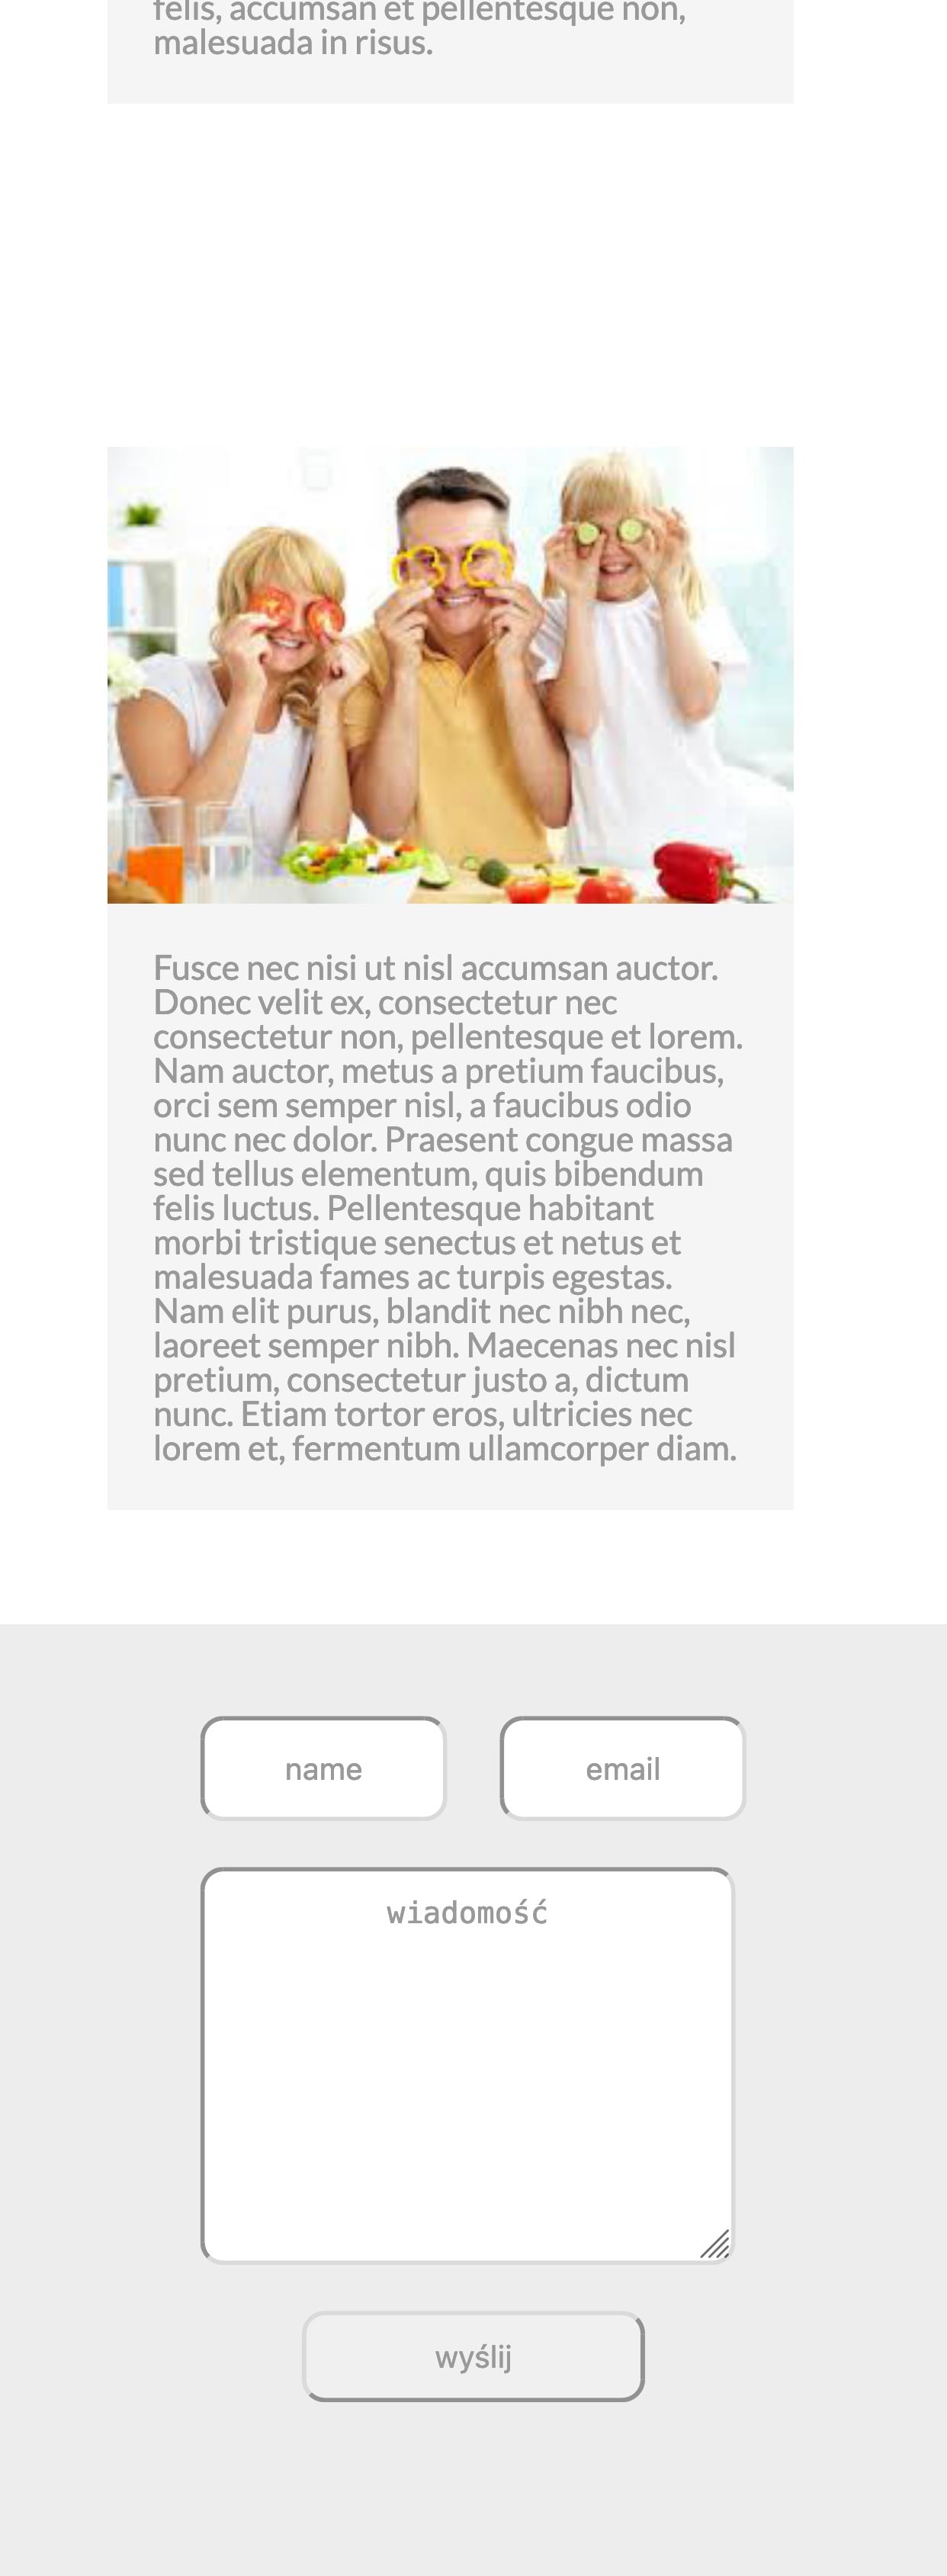 felis, accumsan et pellentesque non,
malesuada in risus.
Fusce nec nisi ut nisl accumsan auctor.
Donec velit ex, consectetur nec
consectetur non, pellentesque et lorem.
Nam auctor, metus a pretium faucibus,
orci sem semper nisl, a faucibus odio
nunc nec dolor. Praesent congue massa
sed tellus elementum, quis bibendum
felis luctus. Pellentesque habitant
morbi tristique senectus et netus et
malesuada fames ac turpis egestas.
Nam elit purus, blandit nec nibh nec,
laoreet semper nibh. Maecenas nec nisl
pretium, consectetur justo a, dictum
nunc. Etiam tortor eros, ultricies nec
lorem et, fermentum ullamcorper diam.
name
email
wiadomość
wyślij